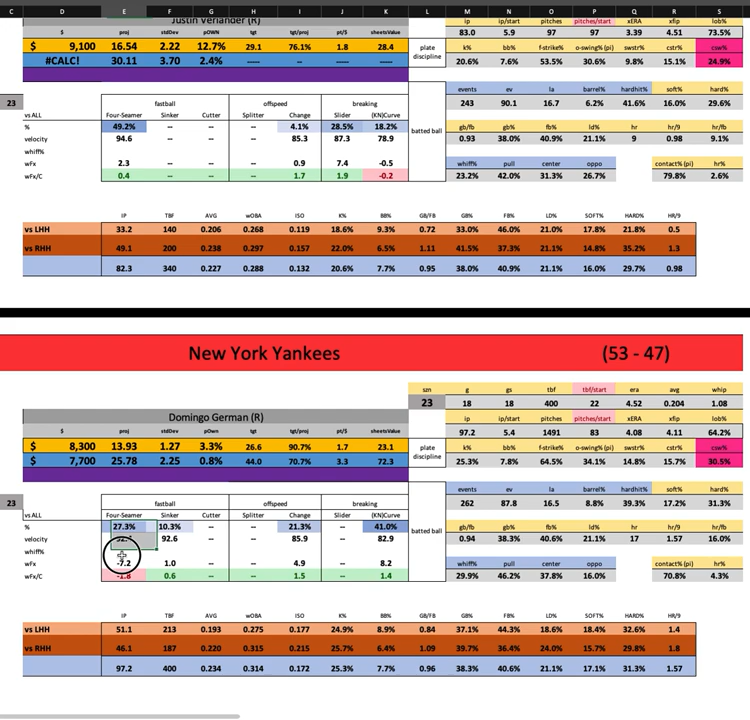 C D E F G H I J K L M N O P Q R S
Justin Verlander (R) ip ip/start pitches pitches/start xERA xfip lob%
$ proj stdDev pOWN tgt tgt/proj pt/$ sheetsValue 83.0 5.9 97 97 3.39 4.51 73.5%
$ 9,100 16.54 2.22 12.7% 29.1 76.1% 1.8 28.4 plate discipline k% bb% f-strike% o-swing% (pi) swstr% cstr% csw%
#CALC! 30.11 3.70 2.4% ---- ---- -- ---- 20.6% 7.6% 53.5% 30.6% 9.8% 15.1% 24.9%
events ev la barrel% hardhit% soft% hard%
23 fastball offspeed breaking 243 90.1 16.7 6.2% 41.6% 16.0% 29.6%
vs ALL Four-Seamer Sinker Cutter Splitter Change Slider (KN)Curve
% 49.2% -- -- -- 4.1% 28.5% 18.2% batted ball gb/fb gb% fb% ld% hr hr/9 hr/fb
velocity 94.6 -- -- -- 85.3 87.3 78.9 0.93 38.0% 40.9% 21.1% 9 0.98 9.1%
whiff%
wFx 2.3 -- -- -- 0.9 7.4 -0.5 whiff% pull center oppo contact% (pi) hr%
wFx/C 0.4 -- -- -- 1.7 1.9 -0.2 23.2% 42.0% 31.3% 26.7% 79.8% 2.6%
IP TBF AVG wOBA ISO K% BB% GB/FB GB% FB% LD% SOFT% HARD% HR/9
vs LHH 33.2 140 0.206 0.268 0.119 18.6% 9.3% 0.72 33.0% 46.0% 21.0% 17.8% 21.8% 0.5
vs RHH 49.1 200 0.238 0.297 0.157 22.0% 6.5% 1.11 41.5% 37.3% 21.1% 14.8% 35.2% 1.3
82.3 340 0.227 0.288 0.132 20.6% 7.7% 0.95 38.0% 40.9% 21.1% 16.0% 29.7% 0.98
New York Yankees (53 - 47)
szn g gs tbf tbf/start era avg whip
23 18 18 400 22 4.52 0.204 1.08
Domingo German (R) ip ip/start pitches pitches/start xERA xfip lob%
$ proj stdDev pOwn tgt tgt/proj pt/$ sheetsValue 97.2 5.4 1491 83 4.08 4.11 64.2%
$ 8,300 13.93 1.27 3.3% 26.6 90.7% 1.7 23.1 plate discipline k% bb% f-strike% o-swing% (pi) swstr% cstr% csw%
$ 7,700 25.78 2.25 0.8% 44.0 70.7% 3.3 72.3 25.3% 7.8% 64.5% 34.1% 14.8% 15.7% 30.5%
events ev la barrel% hardhit% soft% hard%
23 fastball offspeed breaking 262 87.8 16.5 8.8% 39.3% 17.2% 31.3%
vs ALL Four-Seamer Sinker Cutter Splitter Change Slider (KN)Curve
% 27.3% 10.3% -- -- 21.3% -- 41.0% batted ball gb/fb gb% fb% ld% hr hr/9 hr/fb
velocity 92.6 -- -- 85.9 -- 82.9 0.94 38.3% 40.6% 21.1% 17 1.57 16.0%
whiff%
wFx -7.2 1.0 -- -- 4.9 -- 8.2 whiff% pull center oppo contact% (pi) hr%
wFx/C -1.8 0.6 -- -- 1.5 -- 1.4 29.9% 46.2% 37.8% 16.0% 70.8% 4.3%
IP TBF AVG wOBA ISO K% BB% GB/FB GB% FB% LD% SOFT% HARD% HR/9
vs LHH 51.1 213 0.193 0.275 0.177 24.9% 8.9% 0.84 37.1% 44.3% 18.6% 18.4% 32.6% 1.4
vs RHH 46.1 187 0.220 0.315 0.215 25.7% 6.4% 1.09 39.7% 36.4% 24.0% 15.7% 29.8% 1.8
97.2 400 0.234 0.314 0.172 25.3% 7.7% 0.96 38.3% 40.6% 21.1% 17.1% 31.3% 1.57